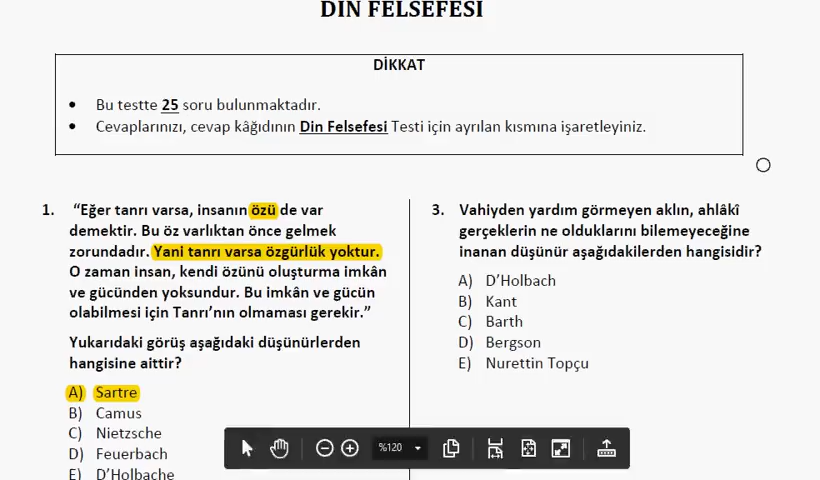 DİN FELSEFESİ
DİKKAT
• Bu testte 25 soru bulunmaktadır.
• Cevaplarınızı, cevap kâğıdının Din Felsefesi Testi için ayrılan kısmına işaretleyiniz.
1. “Eğer tanrı varsa, insanın özü de var
demektir. Bu öz varlıktan önce gelmek
zorundadır. Yani tanrı varsa özgürlük yoktur.
O zaman insan, kendi özünü oluşturma imkân
ve gücünden yoksundur. Bu imkân ve gücün
olabilmesi için Tanrı’nın olmaması gerekir.”
Yukarıdaki görüş aşağıdaki düşünürlerden
hangisine aittir?
A) Sartre
B) Camus
C) Nietzsche
D) Feuerbach
E) D’Holbache
3. Vahiyden yardım görmeyen aklın, ahlâkî
gerçeklerin ne olduklarını bilemeyeceğine
inanan düşünür aşağıdakilerden hangisidir?
A) D’Holbach
B) Kant
C) Barth
D) Bergson
E) Nurettin Topçu
%120